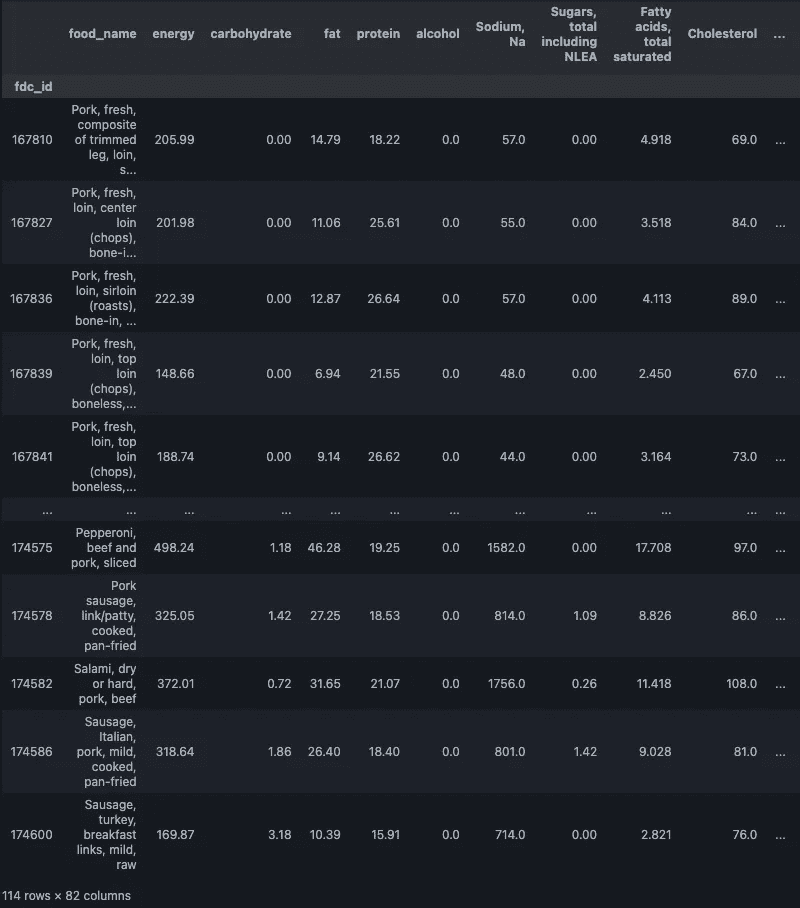 food_name energy carbohydrate fat protein alcohol Sodium, Na Sugars, total including NLEA Fatty acids, total saturated Cholesterol ...
fdc_id
167810 Pork, fresh, composite of trimmed leg, loin, s... 205.99 0.00 14.79 18.22 0.0 57.0 0.00 4.918 69.0 ...
167827 Pork, fresh, loin, center loin (chops), bone-i... 201.98 0.00 11.06 25.61 0.0 55.0 0.00 3.518 84.0 ...
167836 Pork, fresh, loin, sirloin (roasts), bone-in, ... 222.39 0.00 12.87 26.64 0.0 57.0 0.00 4.113 89.0 ...
167839 Pork, fresh, loin, top loin (chops), boneless,... 148.66 0.00 6.94 21.55 0.0 48.0 0.00 2.450 67.0 ...
167841 Pork, fresh, loin, top loin (chops), boneless,... 188.74 0.00 9.14 26.62 0.0 44.0 0.00 3.164 73.0 ...
... ... ... ... ... ... ... ... ... ... ... ...
174575 Pepperoni, beef and pork, sliced 498.24 1.18 46.28 19.25 0.0 1582.0 0.00 17.708 97.0 ...
174578 Pork sausage, link/patty, cooked, pan-fried 325.05 1.42 27.25 18.53 0.0 814.0 1.09 8.826 86.0 ...
174582 Salami, dry or hard, pork, beef 372.01 0.72 31.65 21.07 0.0 1756.0 0.26 11.418 108.0 ...
174586 Sausage, Italian, pork, mild, cooked, pan-fried 318.64 1.86 26.40 18.40 0.0 801.0 1.42 9.028 81.0 ...
174600 Sausage, turkey, breakfast links, mild, raw 169.87 3.18 10.39 15.91 0.0 714.0 0.00 2.821 76.0 ...
114 rows × 82 columns